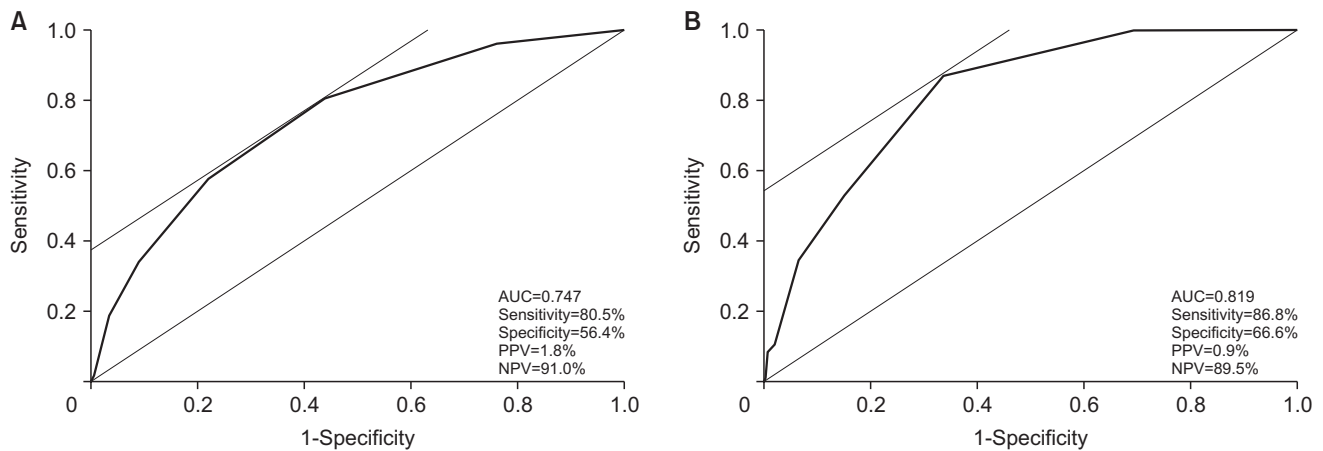 A
1.0
0.8
0.6
0.4
0.2
Sensitivity
AUC=0.747
Sensitivity=80.5%
Specificity=56.4%
PPV=1.8%
NPV=91.0%
0 0.2 0.4 0.6 0.8 1.0
1-Specificity
B
1.0
0.8
0.6
0.4
0.2
Sensitivity
AUC=0.819
Sensitivity=86.8%
Specificity=66.6%
PPV=0.9%
NPV=89.5%
0 0.2 0.4 0.6 0.8 1.0
1-Specificity